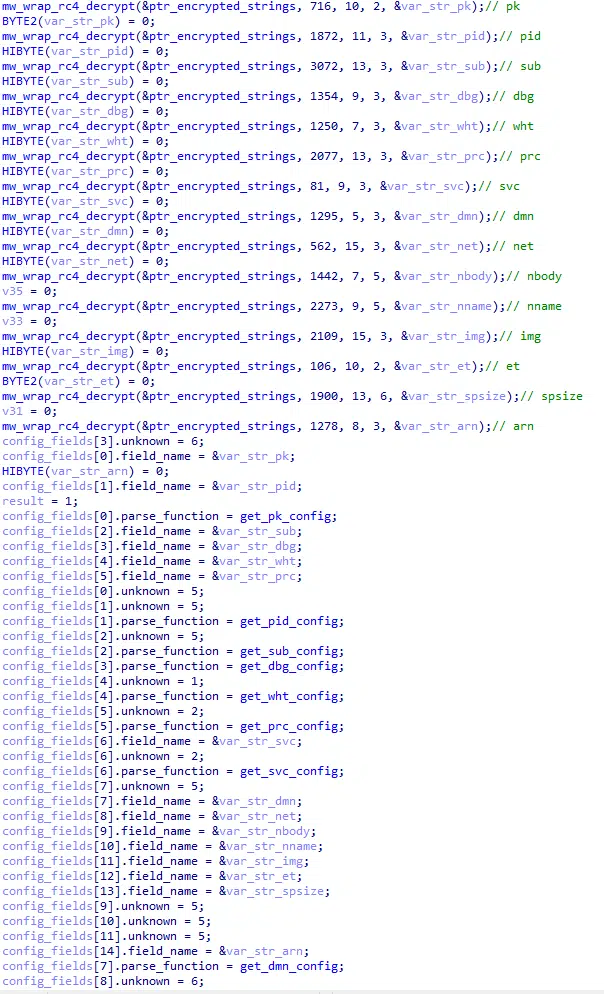 mw_wrap_rc4_decrypt(&ptr_encrypted_strings, 716, 10, 2, &var_str_pk);// pk
BYTE2(var_str_pk) = 0;
mw_wrap_rc4_decrypt(&ptr_encrypted_strings, 1872, 11, 3, &var_str_pid);// pid
HIBYTE(var_str_pid) = 0;
mw_wrap_rc4_decrypt(&ptr_encrypted_strings, 3072, 13, 3, &var_str_sub);// sub
HIBYTE(var_str_sub) = 0;
mw_wrap_rc4_decrypt(&ptr_encrypted_strings, 1354, 9, 3, &var_str_dbg);// dbg
HIBYTE(var_str_dbg) = 0;
mw_wrap_rc4_decrypt(&ptr_encrypted_strings, 1250, 7, 3, &var_str_wht);// wht
HIBYTE(var_str_wht) = 0;
mw_wrap_rc4_decrypt(&ptr_encrypted_strings, 2077, 13, 3, &var_str_prc);// prc
HIBYTE(var_str_prc) = 0;
mw_wrap_rc4_decrypt(&ptr_encrypted_strings, 81, 9, 3, &var_str_svc);// svc
HIBYTE(var_str_svc) = 0;
mw_wrap_rc4_decrypt(&ptr_encrypted_strings, 1295, 5, 3, &var_str_dmn);// dmn
HIBYTE(var_str_dmn) = 0;
mw_wrap_rc4_decrypt(&ptr_encrypted_strings, 562, 15, 3, &var_str_net);// net
HIBYTE(var_str_net) = 0;
mw_wrap_rc4_decrypt(&ptr_encrypted_strings, 1442, 7, 5, &var_str_nbody);// nbody
v35 = 0;
mw_wrap_rc4_decrypt(&ptr_encrypted_strings, 2273, 9, 5, &var_str_nname);// nname
v33 = 0;
mw_wrap_rc4_decrypt(&ptr_encrypted_strings, 2109, 15, 3, &var_str_img);// img
HIBYTE(var_str_img) = 0;
mw_wrap_rc4_decrypt(&ptr_encrypted_strings, 106, 10, 2, &var_str_et);// et
BYTE2(var_str_et) = 0;
mw_wrap_rc4_decrypt(&ptr_encrypted_strings, 1900, 13, 6, &var_str_spsize);// spsize
v31 = 0;
mw_wrap_rc4_decrypt(&ptr_encrypted_strings, 1278, 8, 3, &var_str_arn);// arn
config_fields[3].unknown = 6;
config_fields[0].field_name = &var_str_pk;
HIBYTE(var_str_arn) = 0;
config_fields[1].field_name = &var_str_pid;
result = 1;
config_fields[0].parse_function = get_pk_config;
config_fields[2].field_name = &var_str_sub;
config_fields[3].field_name = &var_str_dbg;
config_fields[4].field_name = &var_str_wht;
config_fields[5].field_name = &var_str_prc;
config_fields[0].unknown = 5;
config_fields[1].unknown = 5;
config_fields[1].parse_function = get_pid_config;
config_fields[2].unknown = 5;
config_fields[2].parse_function = get_sub_config;
config_fields[3].parse_function = get_dbg_config;
config_fields[4].unknown = 1;
config_fields[4].parse_function = get_wht_config;
config_fields[5].unknown = 2;
config_fields[5].parse_function = get_prc_config;
config_fields[6].field_name = &var_str_svc;
config_fields[6].unknown = 2;
config_fields[6].parse_function = get_svc_config;
config_fields[7].unknown = 5;
config_fields[7].field_name = &var_str_dmn;
config_fields[8].field_name = &var_str_net;
config_fields[9].field_name = &var_str_nbody;
config_fields[10].field_name = &var_str_nname;
config_fields[11].field_name = &var_str_img;
config_fields[12].field_name = &var_str_et;
config_fields[13].field_name = &var_str_spsize;
config_fields[9].unknown = 5;
config_fields[10].unknown = 5;
config_fields[11].unknown = 5;
config_fields[14].field_name = &var_str_arn;
config_fields[7].parse_function = get_dmn_config;
config_fields[8].unknown = 6;